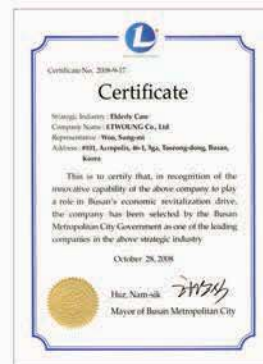 Certificate No. 2008-9-17
Certificate
Strategic Industry : Elderly Care
Company Name : ETWOUNG Co., Ltd
Representative : Woo, Sung-mi
Address : #101, Acropolis, 46-1, 3ga, Taerong-dong, Busan,
Korea
This is to certify that, in recognition of the
innovative capability of the above company to play
a role in Busan's economic revitalization drive,
the company has been selected by the Busan
Metropolitan City Government as one of the leading
companies in the above strategic industry
October 28, 2008
Hur, Nam-sik
Mayor of Busan Metropolitan City